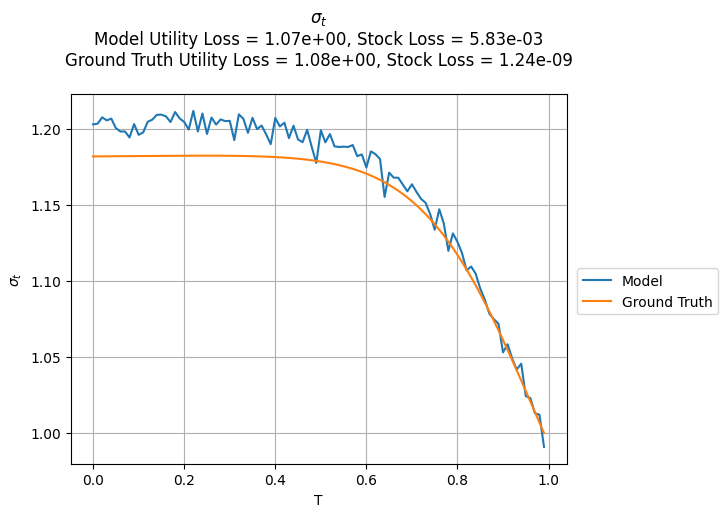 σt
Model Utility Loss = 1.07e+00, Stock Loss = 5.83e-03
Ground Truth Utility Loss = 1.08e+00, Stock Loss = 1.24e-09
1.20
1.15
1.10
1.05
1.00
σt
0.0 0.2 0.4 0.6 0.8 1.0
T
Model
Ground Truth